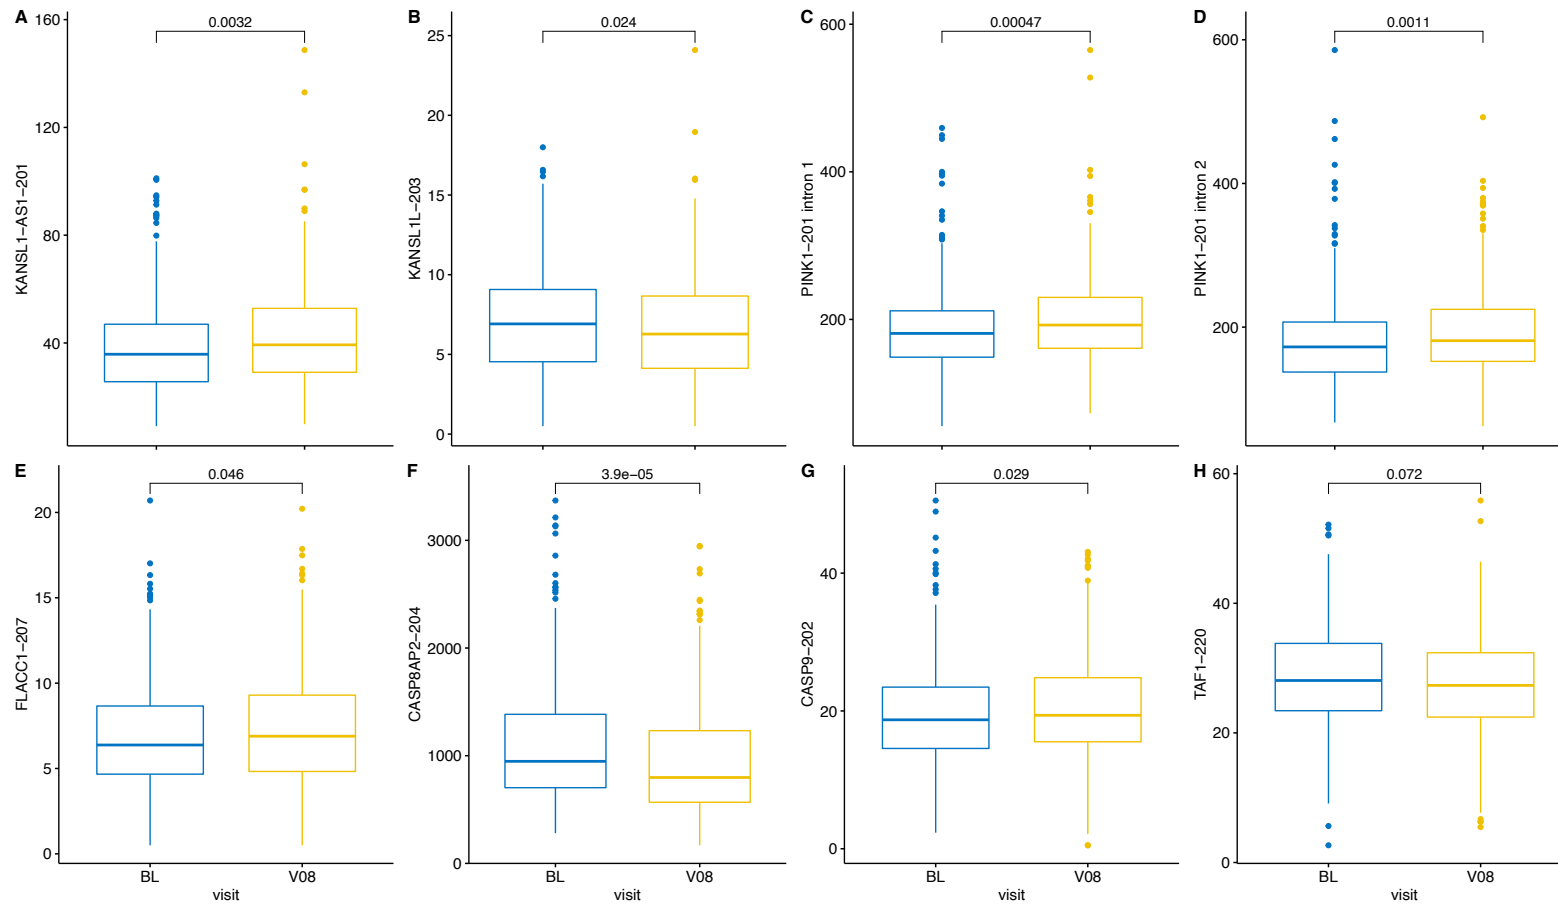 A
0.0032
160
120
80
40
KANSL1−AS1−201
B
0.024
25
20
15
10
5
0
KANSL1L−203
C
0.00047
600
400
200
PINK1−201 intron 1
D
0.0011
600
400
200
PINK1−201 intron 2
E
0.046
20
15
10
5
0
FLACC1−207
BL
V08
visit
F
3.9e−05
3000
2000
1000
0
CASP8AP2−204
BL
V08
visit
G
0.029
40
20
0
CASP9−202
BL
V08
visit
H
0.072
60
40
20
0
TAF1−220
BL
V08
visit